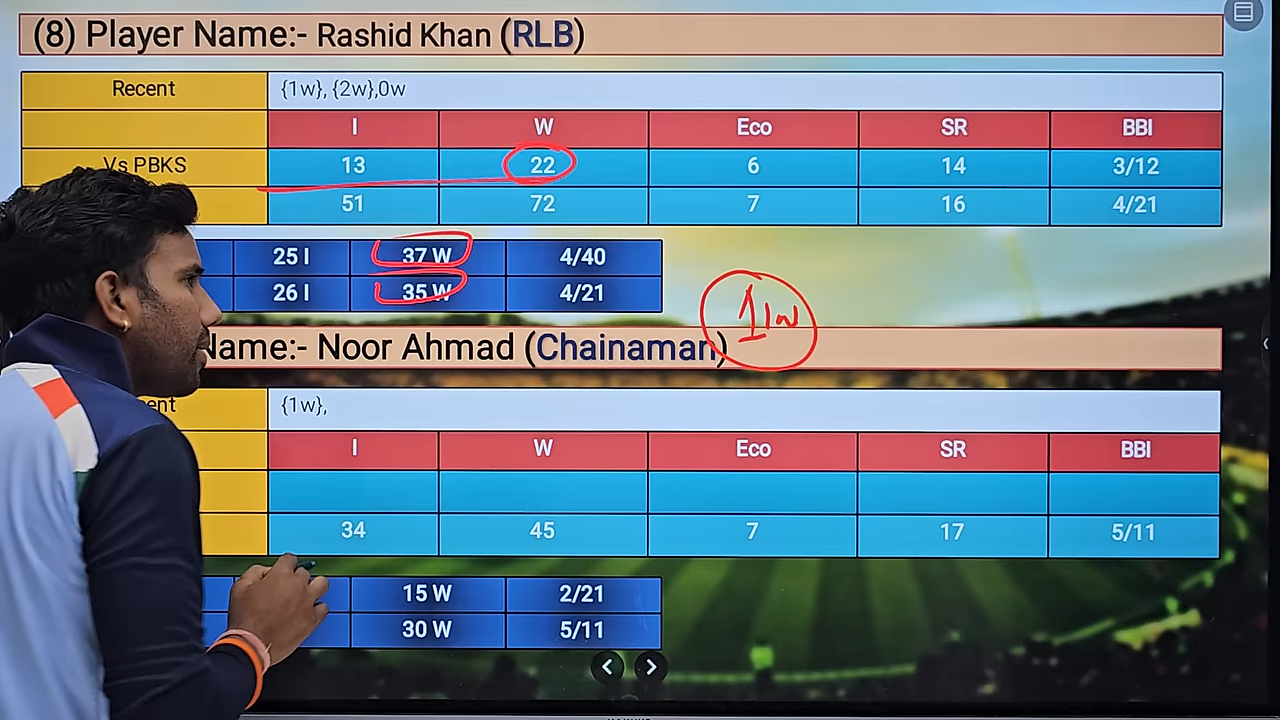 (8) Player Name:- Rashid Khan (RLB)
Recent {1w}, {2w},0w
I W Eco SR BBI
Vs PBKS 13 22 6 14 3/12
51 72 7 16 4/21
25 I 37 W 4/40
26 I 35 W 4/21
11w
Name:- Noor Ahmad (Chainaman)
ent {1w},
I W Eco SR BBI
34 45 7 17 5/11
15 W 2/21
30 W 5/11